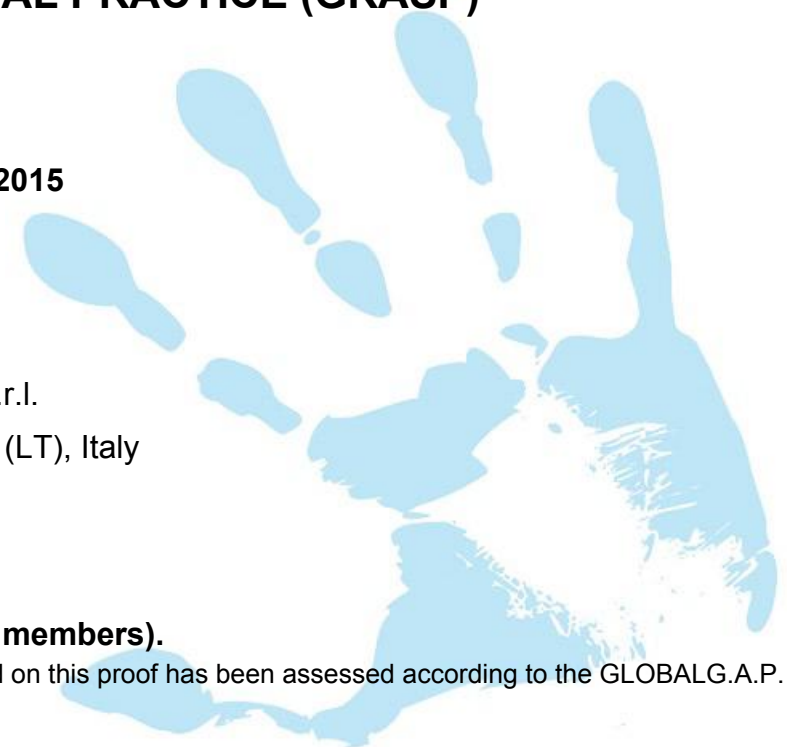 AL PRACTICE (GRASP)
2015
r.l.
(LT), Italy
members).
on this proof has been assessed according to the GLOBALG.A.P.